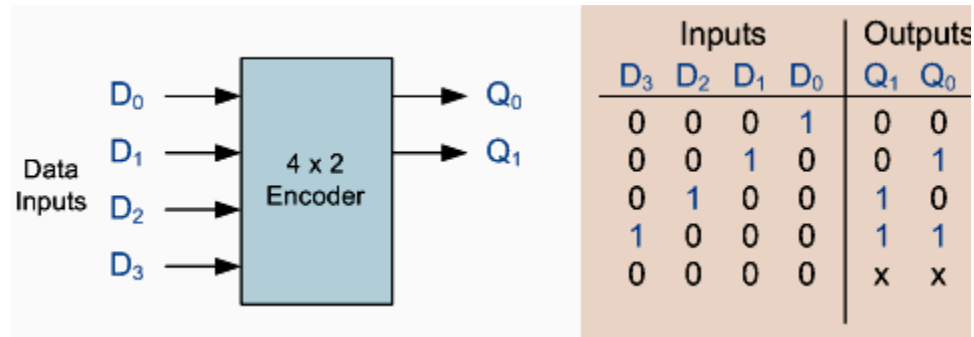 Data
Inputs
D₀
D₁
D₂
D₃
4 x 2
Encoder
Q₀
Q₁
Inputs Outputs
D₃ D₂ D₁ D₀ Q₁ Q₀
0 0 0 1 0 0
0 0 1 0 0 1
0 1 0 0 1 0
1 0 0 0 1 1
0 0 0 0 x x